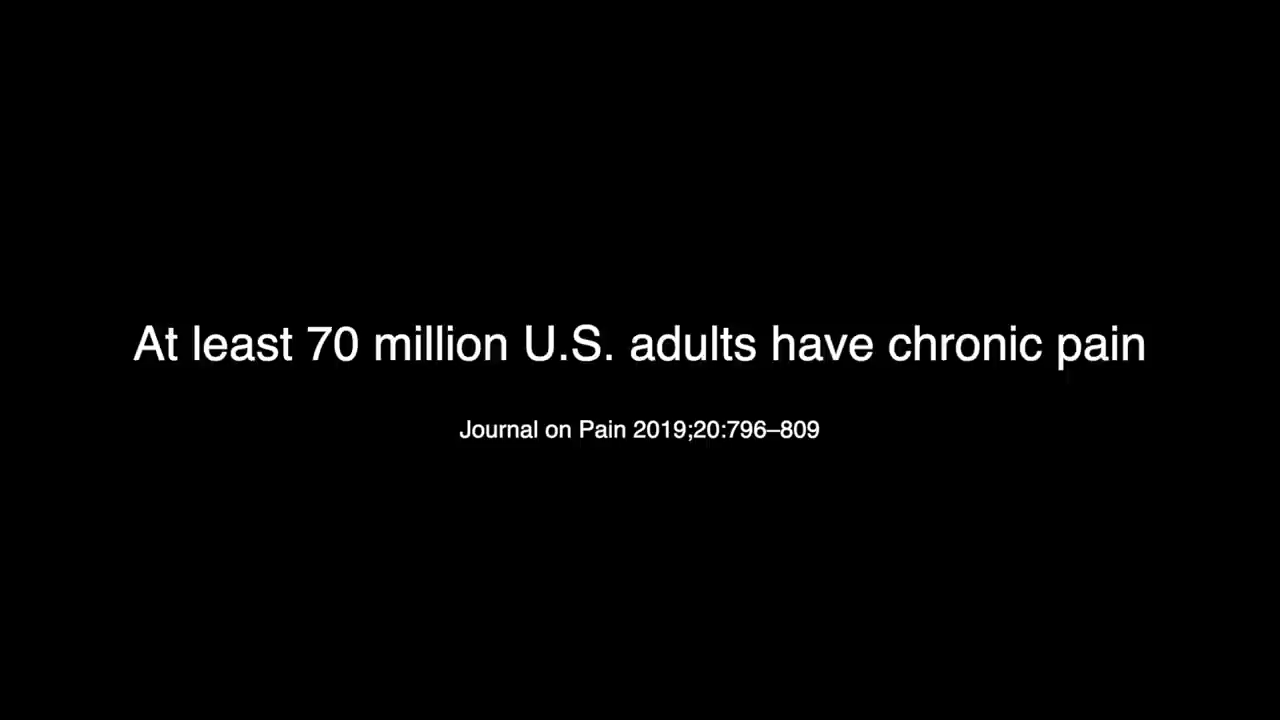 At least 70 million U.S. adults have chronic pain
Journal on Pain 2019;20:796–809